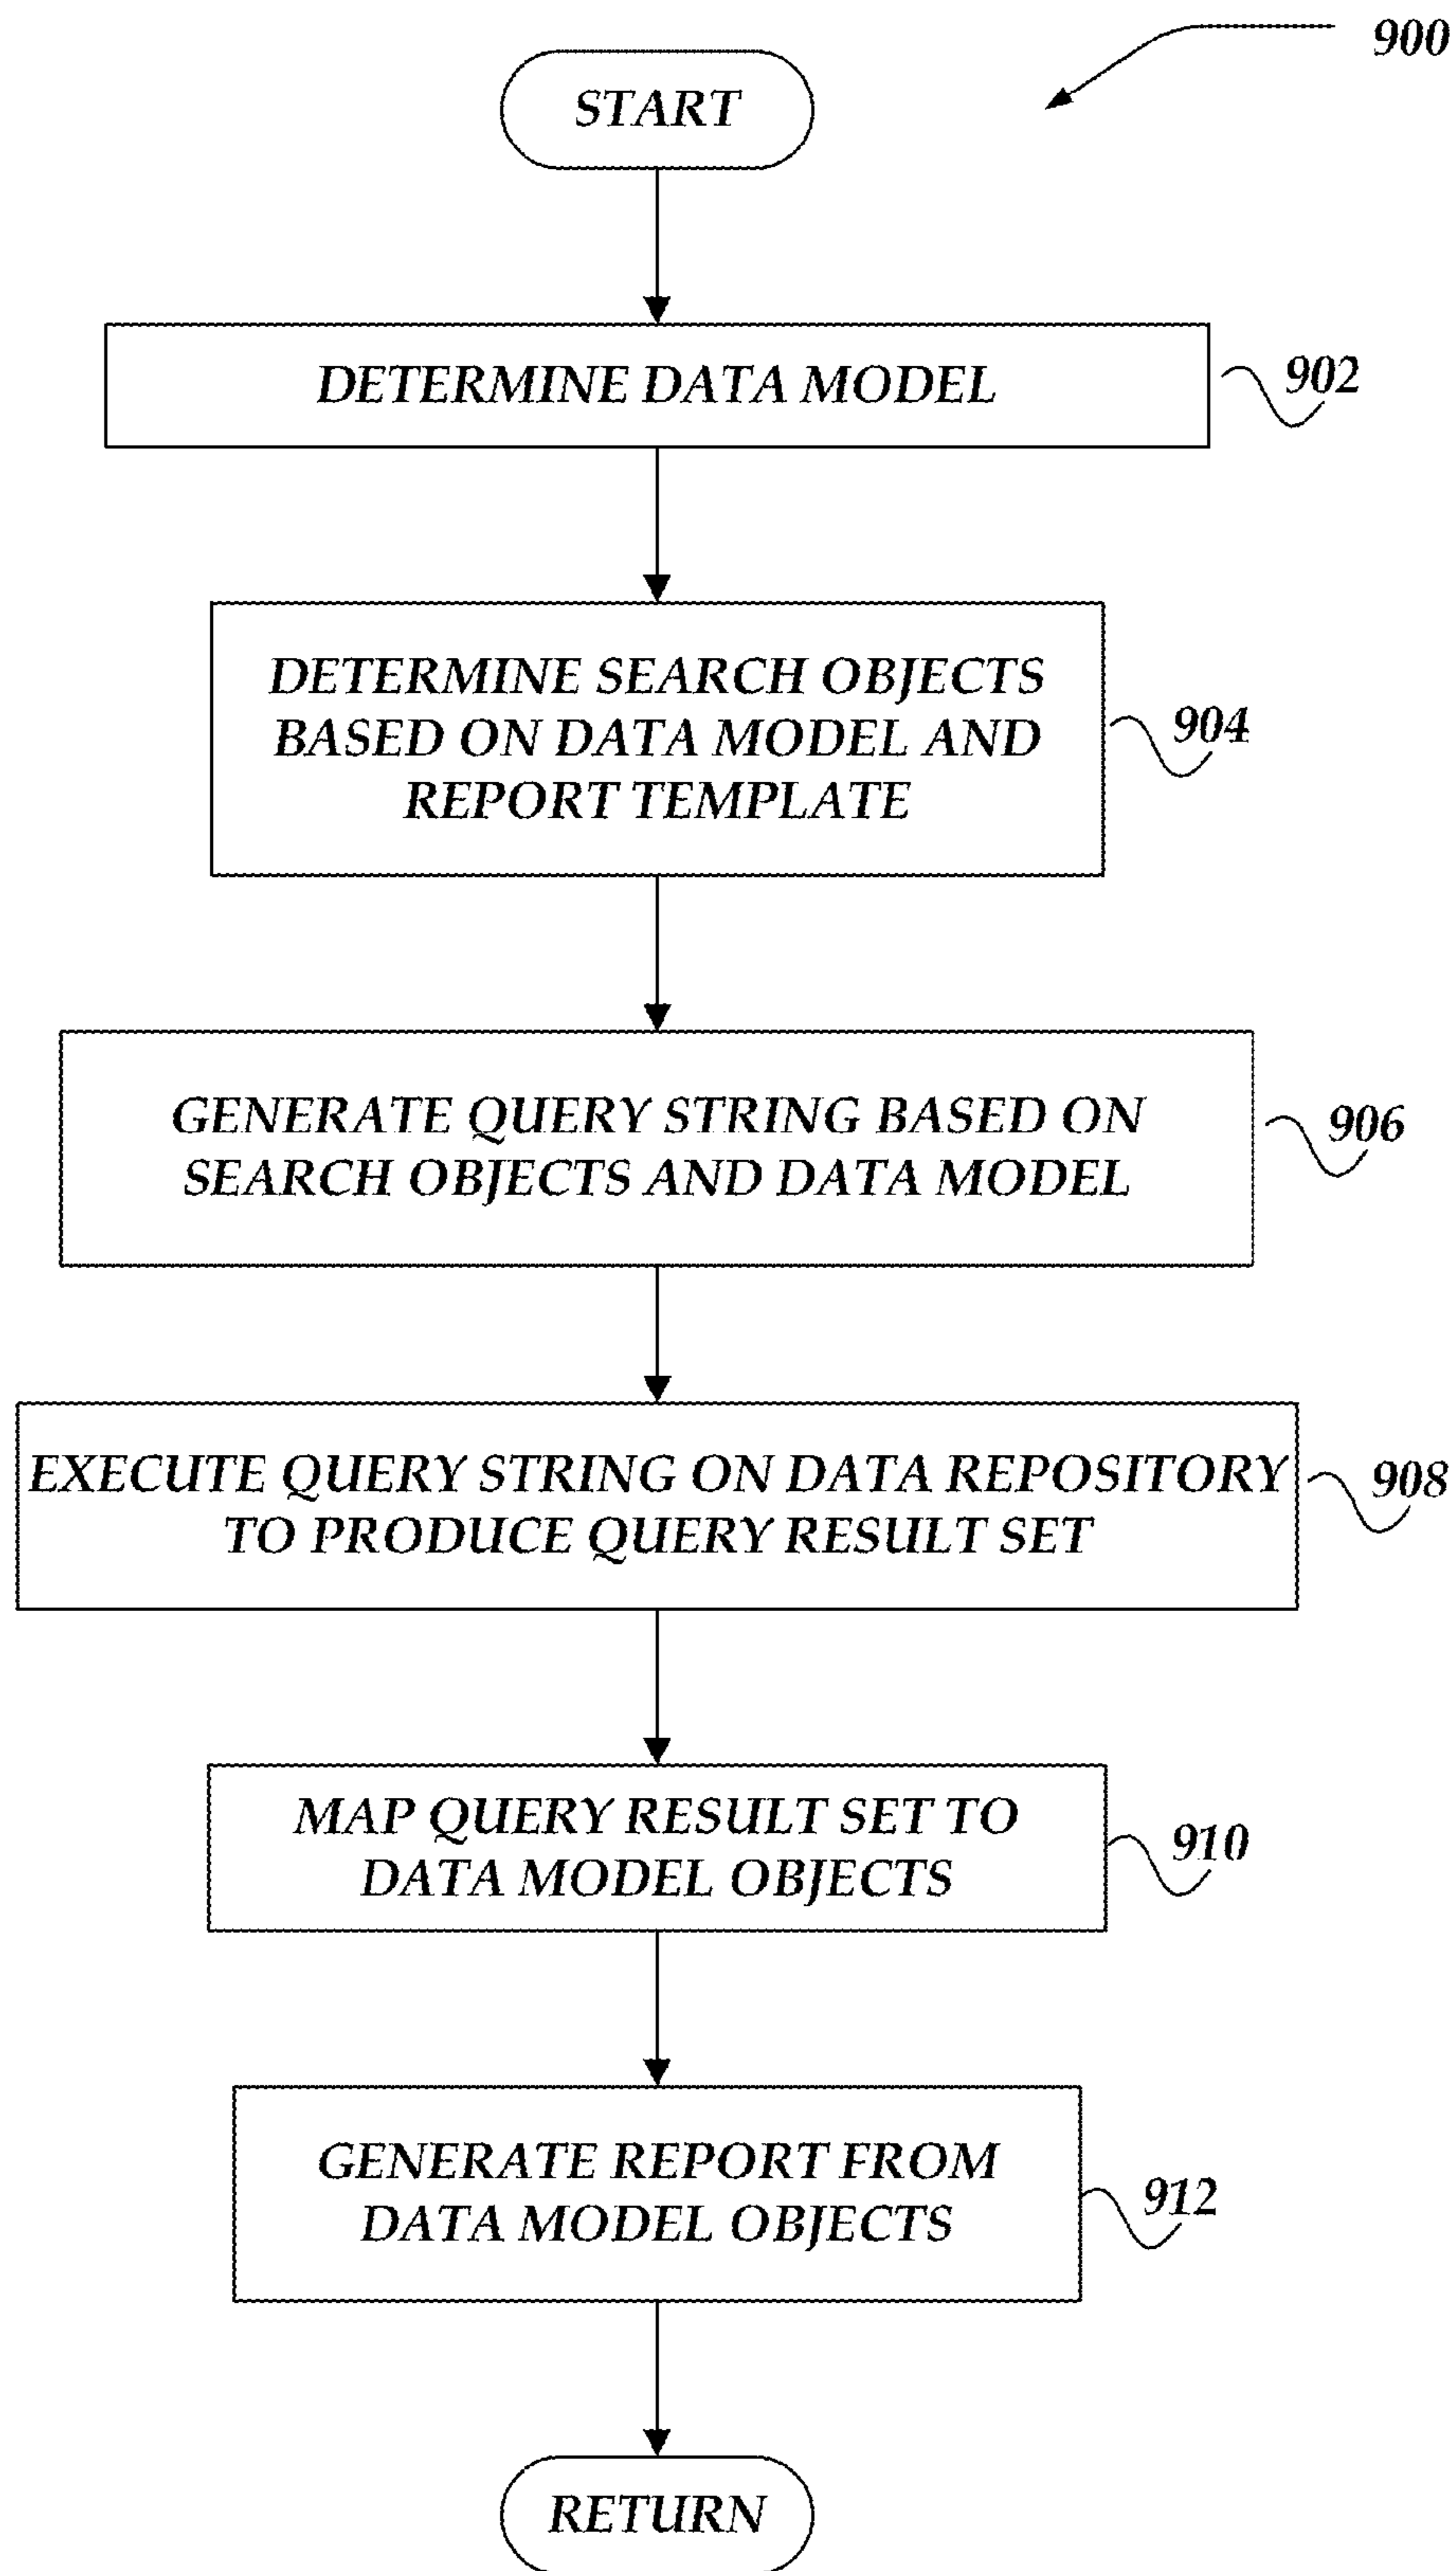 900
START
DETERMINE DATA MODEL
902
DETERMINE SEARCH OBJECTS
BASED ON DATA MODEL AND
REPORT TEMPLATE
904
GENERATE QUERY STRING BASED ON
SEARCH OBJECTS AND DATA MODEL
906
EXECUTE QUERY STRING ON DATA REPOSITORY
TO PRODUCE QUERY RESULT SET
908
MAP QUERY RESULT SET TO
DATA MODEL OBJECTS
910
GENERATE REPORT FROM
DATA MODEL OBJECTS
912
RETURN